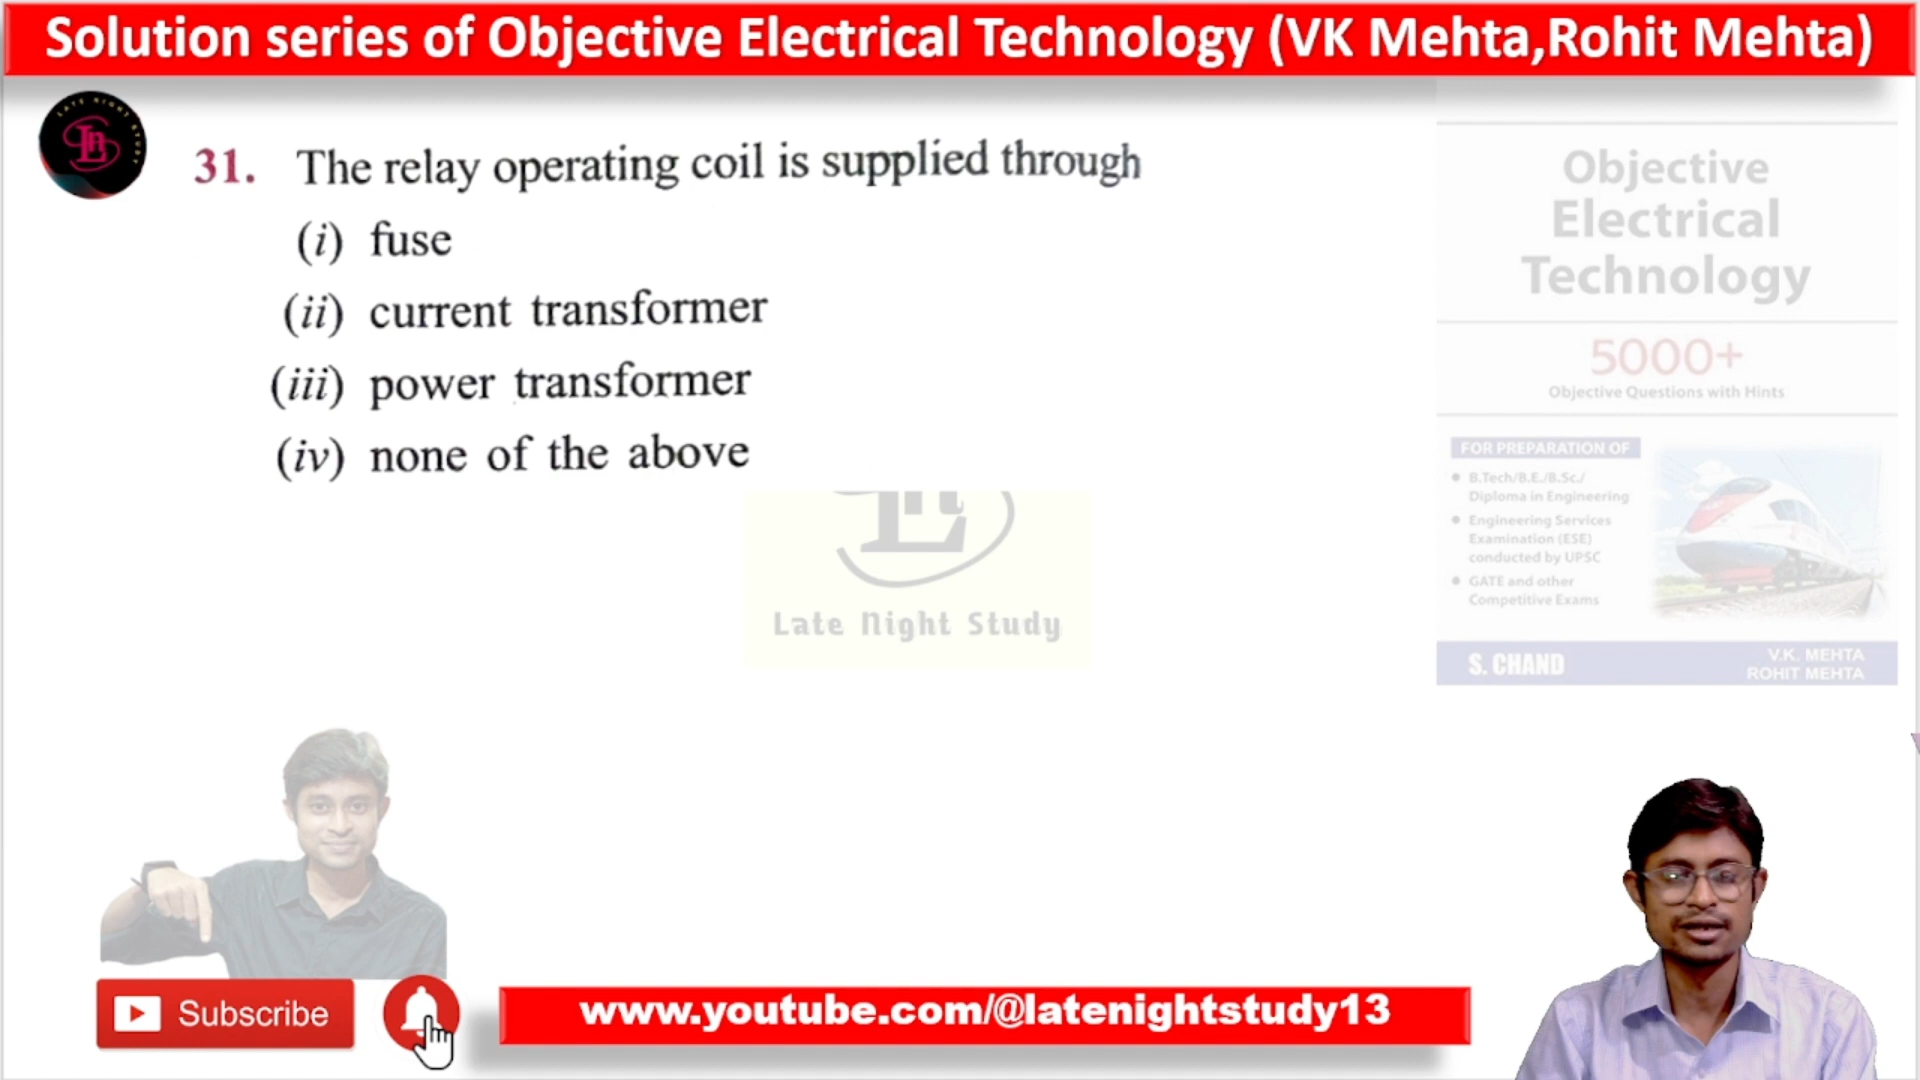 Solution series of Objective Electrical Technology (VK Mehta,Rohit Mehta)
LATE NIGHT STUDY
31. The relay operating coil is supplied through
(i) fuse
(ii) current transformer
(iii) power transformer
(iv) none of the above
Late Night Study
Objective
Electrical
Technology
5000+
Objective Questions with Hints
FOR PREPARATION OF
• B.Tech/B.E./B.Sc./
Diploma in Engineering
• Engineering Services
Examination (ESE)
conducted by UPSC
• GATE and other
Competitive Exams
S. CHAND
V.K. MEHTA
ROHIT MEHTA
Subscribe
www.youtube.com/@latenightstudy13